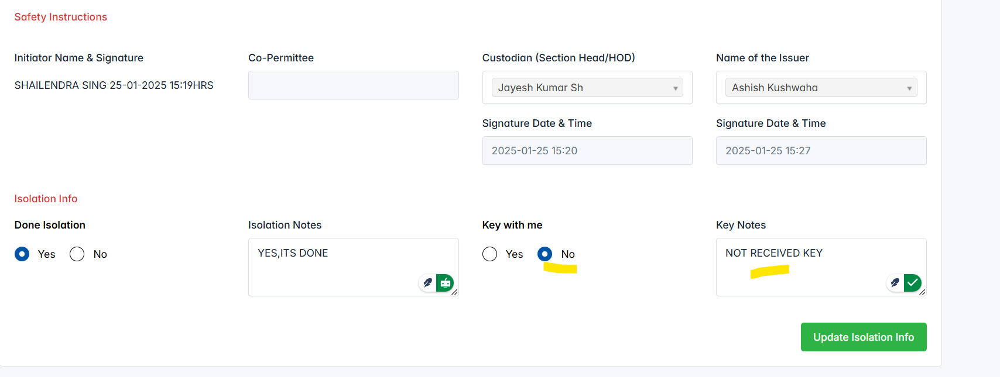 Safety Instructions
Initiator Name & Signature
SHAILENDRA SING 25-01-2025 15:19HRS
Co-Permittee
Custodian (Section Head/HOD)
Jayesh Kumar Sh
Signature Date & Time
2025-01-25 15:20
Name of the Issuer
Ashish Kushwaha
Signature Date & Time
2025-01-25 15:27
Isolation Info
Done Isolation
Yes No
Isolation Notes
YES,ITS DONE
Key with me
Yes No
Key Notes
NOT RECEIVED KEY
Update Isolation Info